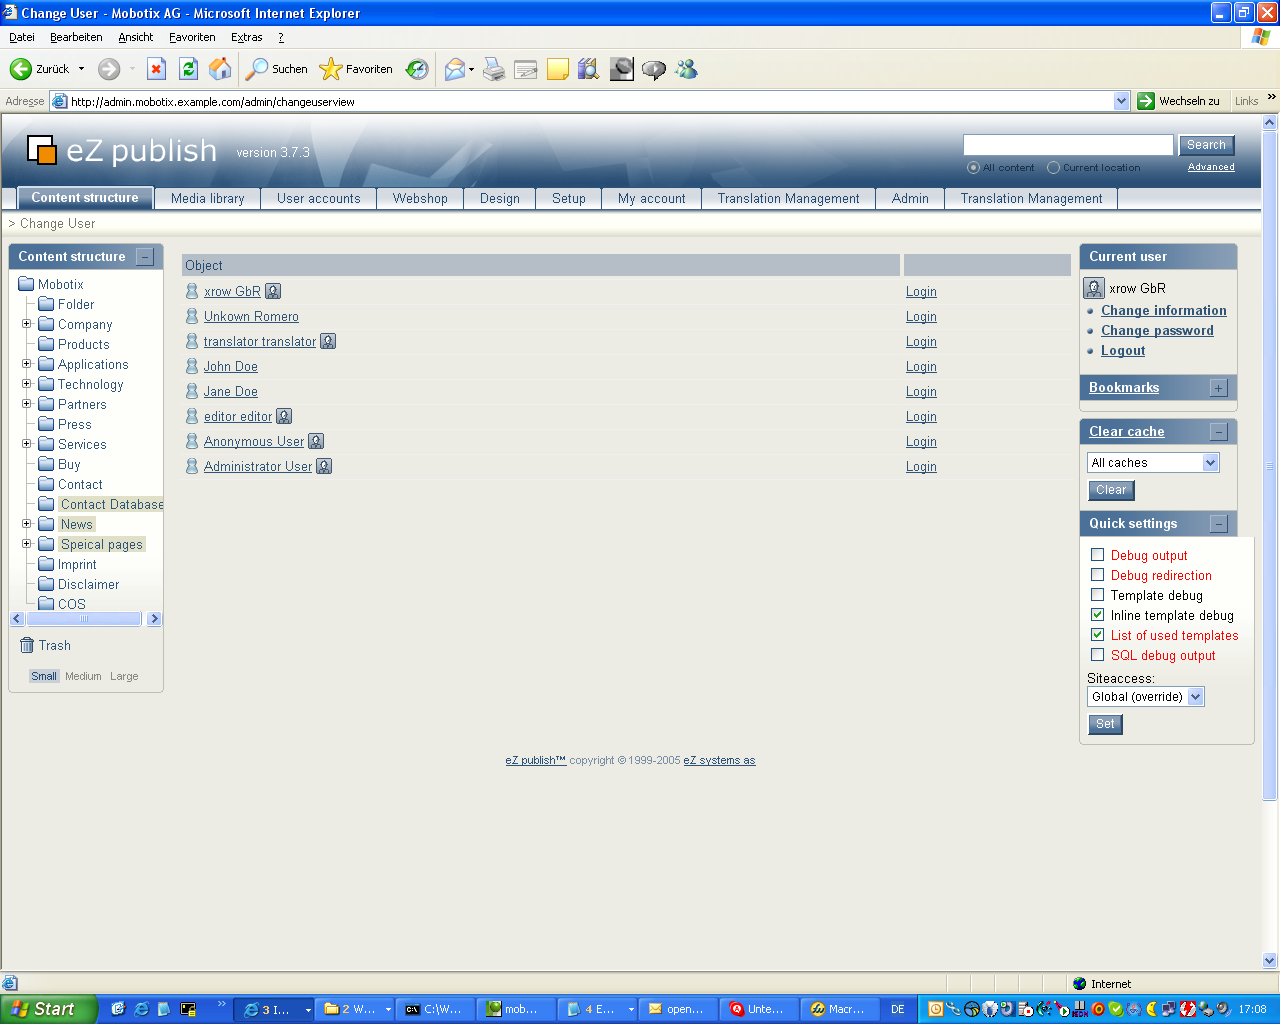 Change User - Mobotix AG - Microsoft Internet Explorer
Datei Bearbeiten Ansicht Favoriten Extras ?
Zurück Suchen Favoriten
Adresse http://admin.mobotix.example.com/admin/changeuserview Wechseln zu Links »
eZ publish version 3.7.3 Search
All content Current location Advanced
Content structure Media library User accounts Webshop Design Setup My account Translation Management Admin Translation Management
> Change User
Content structure
Mobotix
Folder
Company
Products
Applications
Technology
Partners
Press
Services
Buy
Contact
Contact Database
News
Speical pages
Imprint
Disclaimer
COS
Trash
Small Medium Large
Object
xrow GbR Login
Unkown Romero Login
translator translator Login
John Doe Login
Jane Doe Login
editor editor Login
Anonymous User Login
Administrator User Login
Current user
xrow GbR
Change information
Change password
Logout
Bookmarks
Clear cache
All caches
Clear
Quick settings
Debug output
Debug redirection
Template debug
Inline template debug
List of used templates
SQL debug output
Siteaccess:
Global (override)
Set
eZ publish™ copyright © 1999-2005 eZ systems as
Internet
Start » 3 I... 2 W... C:\W... mob... 4 E... open... Unte... Macr... DE 17:08